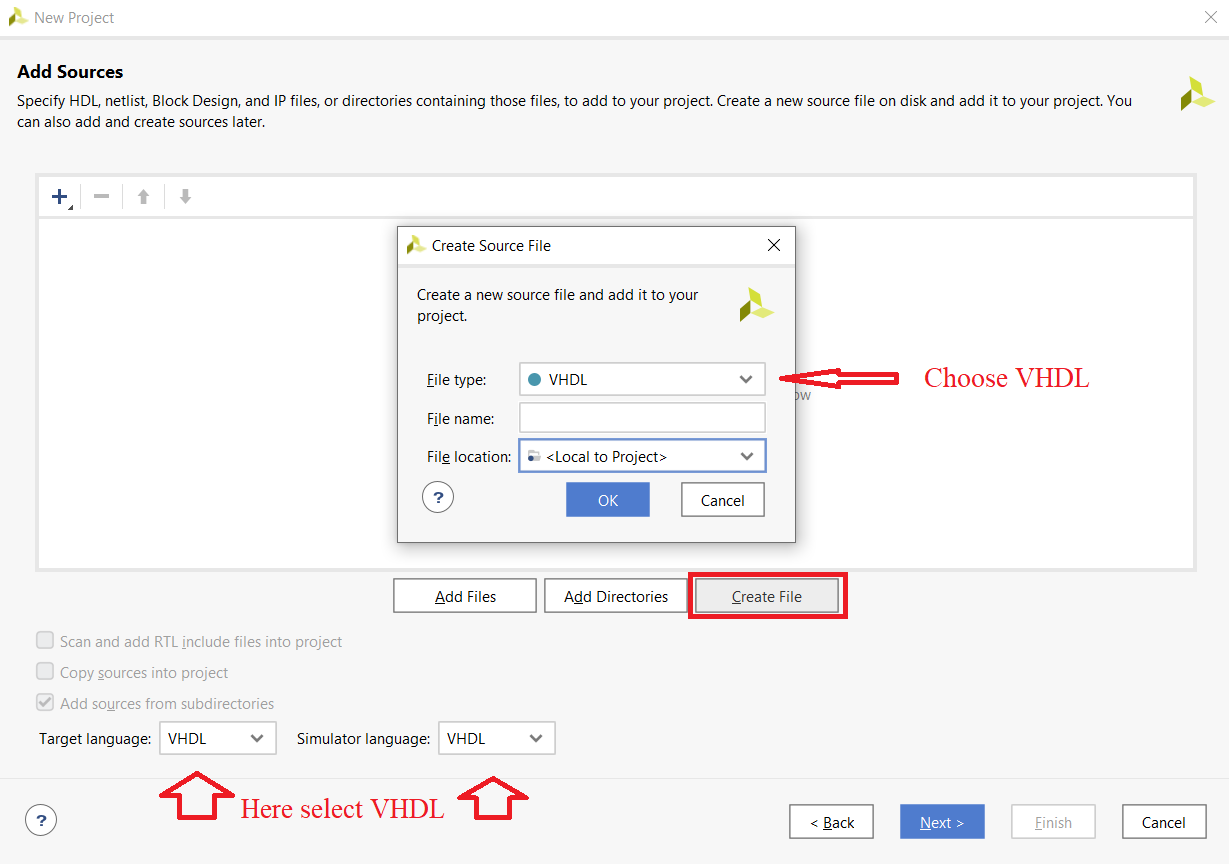 New Project
Add Sources
Specify HDL, netlist, Block Design, and IP files, or directories containing those files, to add to your project. Create a new source file on disk and add it to your project. You
can also add and create sources later.
Create Source File
Create a new source file and add it to your
project.
File type: VHDL
Choose VHDL
ow
File name:
File location: <Local to Project>
?
OK
Cancel
Add Files
Add Directories
Create File
Scan and add RTL include files into project
Copy sources into project
Add sources from subdirectories
Target language: VHDL Simulator language: VHDL
Here select VHDL
?
< Back
Next >
Finish
Cancel